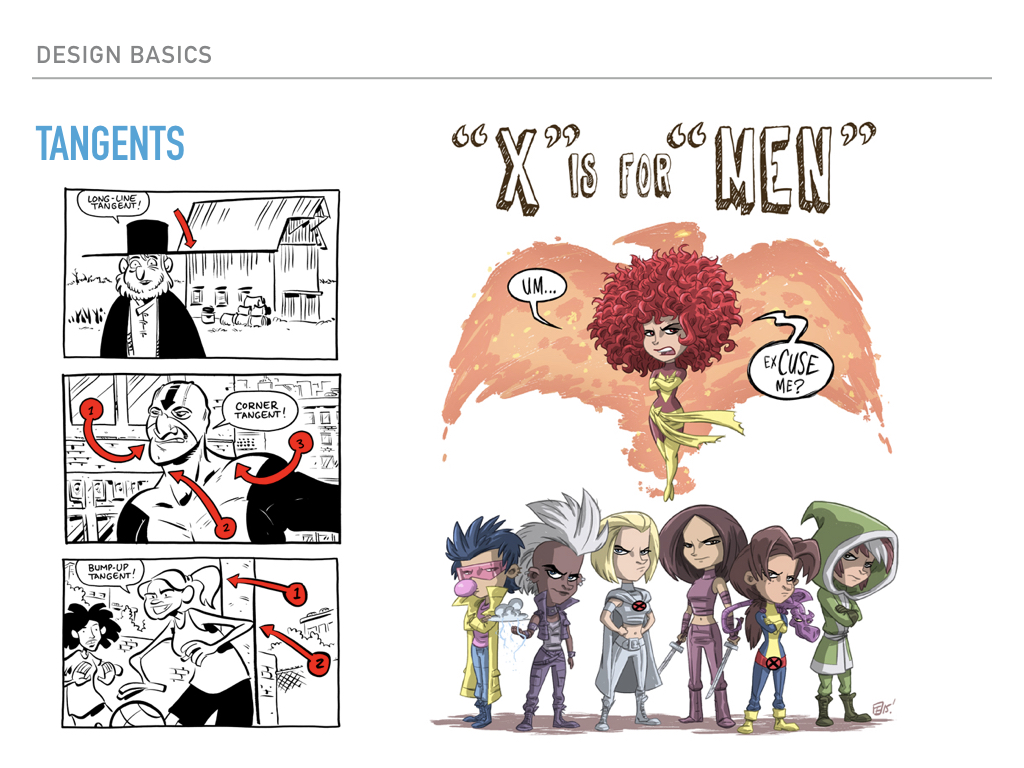 DESIGN BASICS
TANGENTS
LONG-LINE
TANGENT!
1
CORNER
TANGENT!
3
2
BUMP-UP
TANGENT!
1
2
“X” IS FOR “MEN”
UM...
EXCUSE
ME?